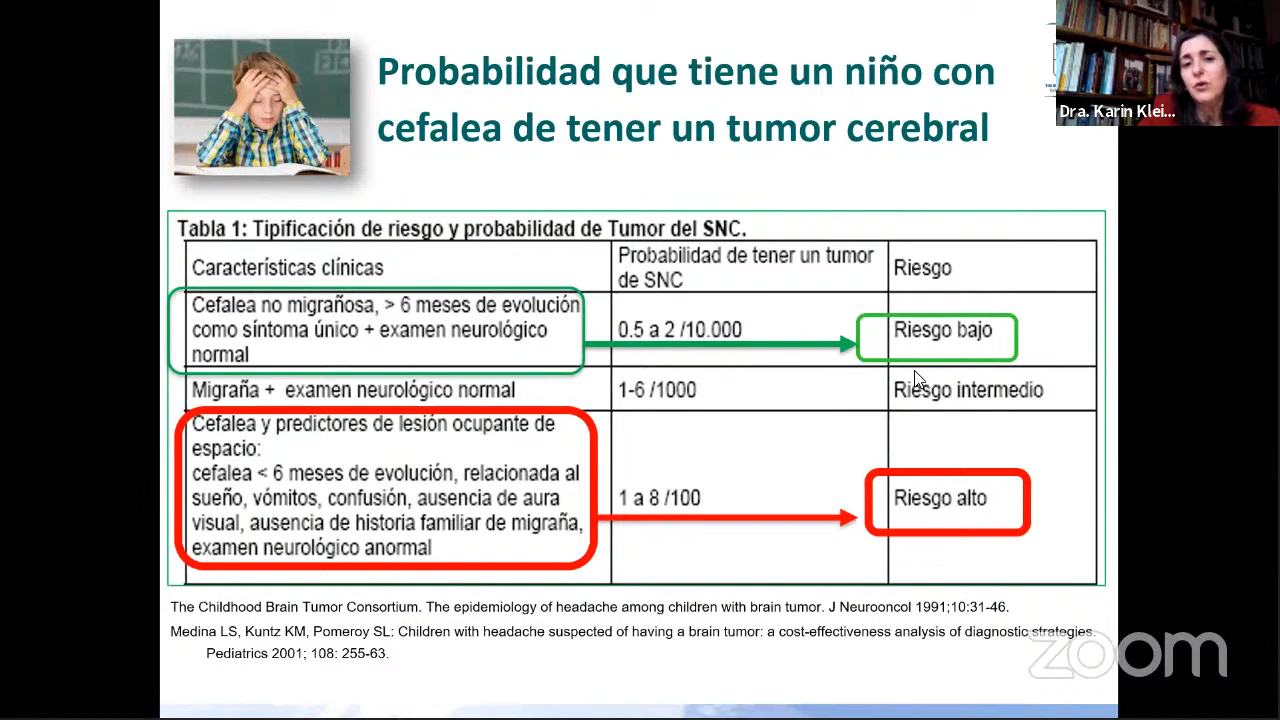 Probabilidad que tiene un niño con
cefalea de tener un tumor cerebral
Dra. Karin Klei...
Tabla 1: Tipificación de riesgo y probabilidad de Tumor del SNC.
Características clínicas
Probabilidad de tener un tumor
de SNC
Riesgo
Cefalea no migrañosa, > 6 meses de evolución
como síntoma único + examen neurológico
normal
0.5 a 2 /10.000
Riesgo bajo
Migraña + examen neurológico normal
1-6 /1000
Riesgo intermedio
Cefalea y predictores de lesión ocupante de
espacio:
cefalea < 6 meses de evolución, relacionada al
sueño, vómitos, confusión, ausencia de aura
visual, ausencia de historia familiar de migraña,
examen neurológico anormal
1 a 8 /100
Riesgo alto
The Childhood Brain Tumor Consortium. The epidemiology of headache among children with brain tumor. J Neurooncol 1991;10:31-46.
Medina LS, Kuntz KM, Pomeroy SL: Children with headache suspected of having a brain tumor: a cost-effectiveness analysis of diagnostic strategies.
Pediatrics 2001; 108: 255-63.
zoom